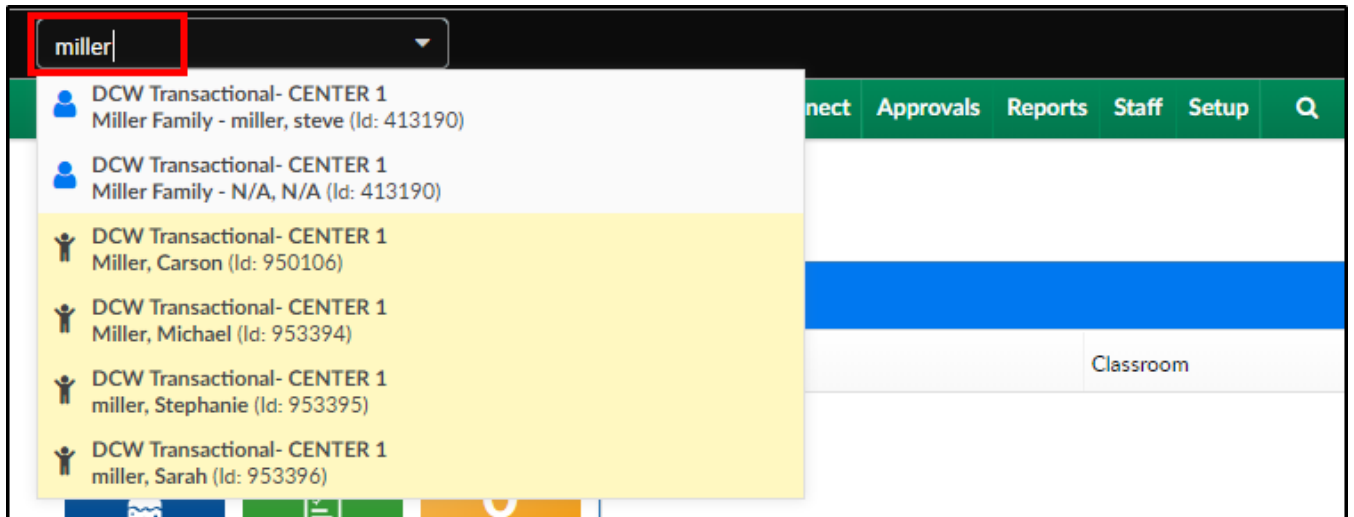 miller
DCW Transactional- CENTER 1
Miller Family - miller, steve (Id: 413190)
DCW Transactional- CENTER 1
Miller Family - N/A, N/A (Id: 413190)
DCW Transactional- CENTER 1
Miller, Carson (Id: 950106)
DCW Transactional- CENTER 1
Miller, Michael (Id: 953394)
DCW Transactional- CENTER 1
miller, Stephanie (Id: 953395)
DCW Transactional- CENTER 1
miller, Sarah (Id: 953396)
nect Approvals Reports Staff Setup
Classroom